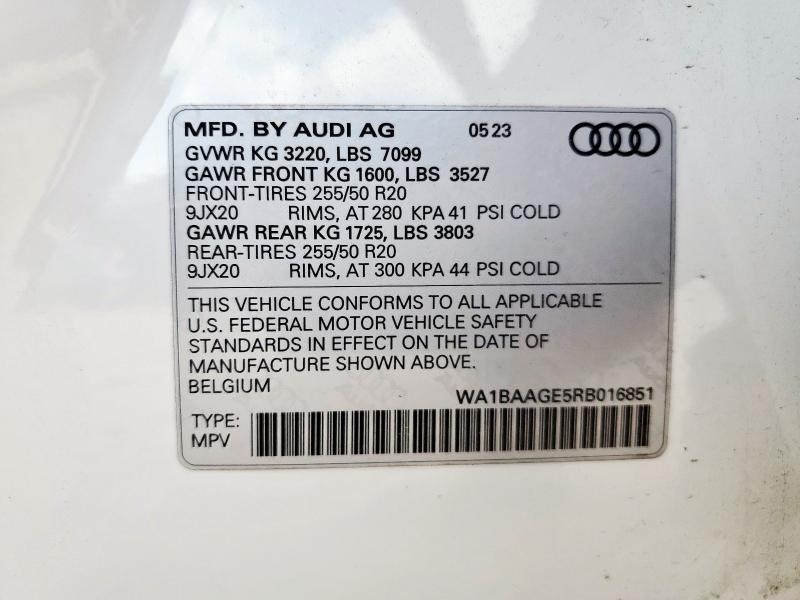 MFD. BY AUDI AG 05 23
GVWR KG 3220, LBS 7099
GAWR FRONT KG 1600, LBS 3527
FRONT-TIRES 255/50 R20
9JX20 RIMS, AT 280 KPA 41 PSI COLD
GAWR REAR KG 1725, LBS 3803
REAR-TIRES 255/50 R20
9JX20 RIMS, AT 300 KPA 44 PSI COLD
THIS VEHICLE CONFORMS TO ALL APPLICABLE
U.S. FEDERAL MOTOR VEHICLE SAFETY
STANDARDS IN EFFECT ON THE DATE OF
MANUFACTURE SHOWN ABOVE.
BELGIUM
WA1BAAGE5RB016851
TYPE:
MPV